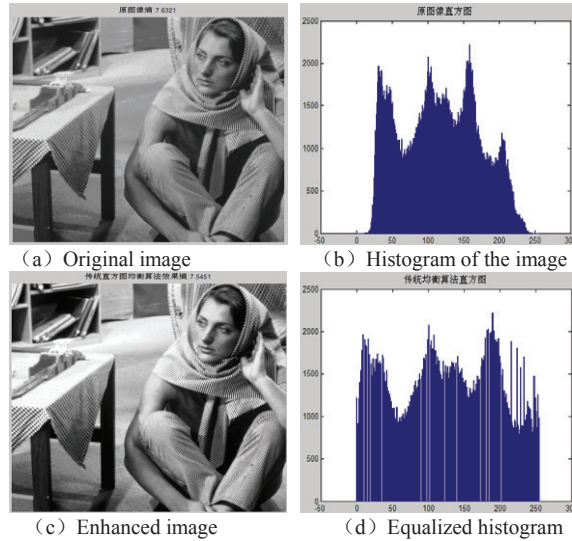 原图像熵:7.6321
原图像直方图
2500
2000
1500
1000
500
0
-50 0 50 100 150 200 250 300
（a）Original image
（b）Histogram of the image
传统直方图均衡算法效果熵:7.5451
传统均衡算法直方图
2500
2000
1500
1000
500
0
-50 0 50 100 150 200 250 300
（c）Enhanced image
（d）Equalized histogram